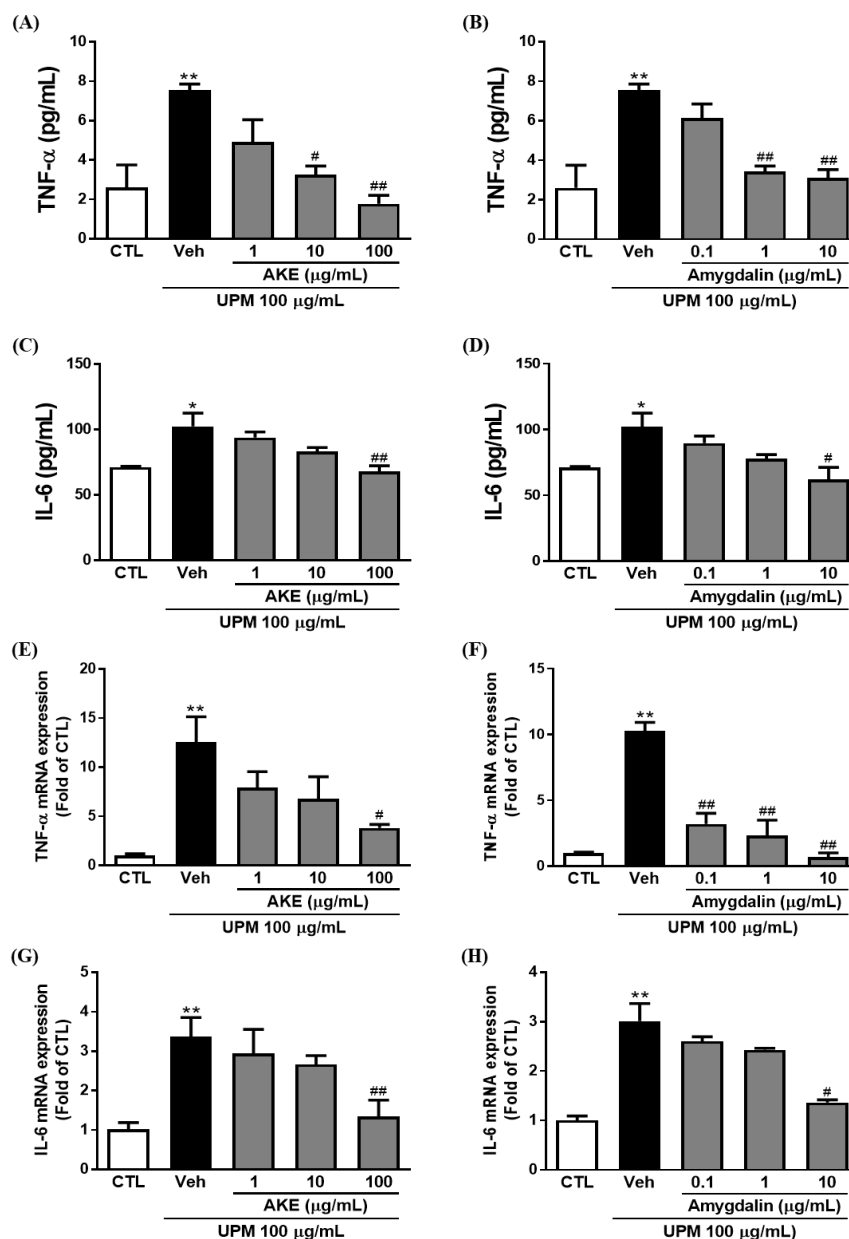 (A)
TNF-α (pg/mL)
10
8
6
4
2
0
**
#
##
CTL Veh 1 10 100
AKE (μg/mL)
UPM 100 μg/mL
(B)
TNF-α (pg/mL)
10
8
6
4
2
0
**
##
##
CTL Veh 0.1 1 10
Amygdalin (μg/mL)
UPM 100 μg/mL)
(C)
IL-6 (pg/mL)
150
100
50
0
*
##
CTL Veh 1 10 100
AKE (μg/mL)
UPM 100 μg/mL
(D)
IL-6 (pg/mL)
150
100
50
0
*
#
CTL Veh 0.1 1 10
Amygdalin (μg/mL)
UPM 100 μg/mL)
(E)
TNF-α mRNA expression
(Fold of CTL)
20
15
10
5
0
**
#
CTL Veh 1 10 100
AKE (μg/mL)
UPM 100 μg/mL
(F)
TNF-α mRNA expression
(Fold of CTL)
15
10
5
0
**
##
##
##
CTL Veh 0.1 1 10
Amygdalin (μg/mL)
UPM 100 μg/mL)
(G)
IL-6 mRNA expression
(Fold of CTL)
5
4
3
2
1
0
**
##
CTL Veh 1 10 100
AKE (μg/mL)
UPM 100 μg/mL
(H)
IL-6 mRNA expression
(Fold of CTL)
4
3
2
1
0
**
#
CTL Veh 0.1 1 10
Amygdalin (μg/mL)
UPM 100 μg/mL)